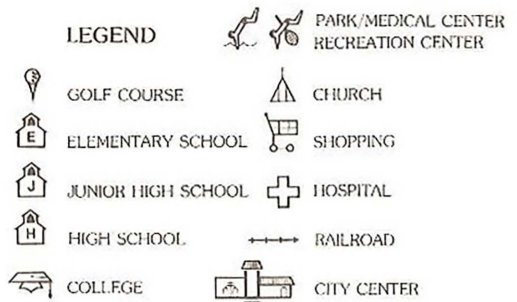 LEGEND
PARK/MEDICAL CENTER
RECREATION CENTER
GOLF COURSE
CHURCH
E
ELEMENTARY SCHOOL
SHOPPING
J
JUNIOR HIGH SCHOOL
HOSPITAL
H
HIGH SCHOOL
RAILROAD
COLLEGE
CITY CENTER